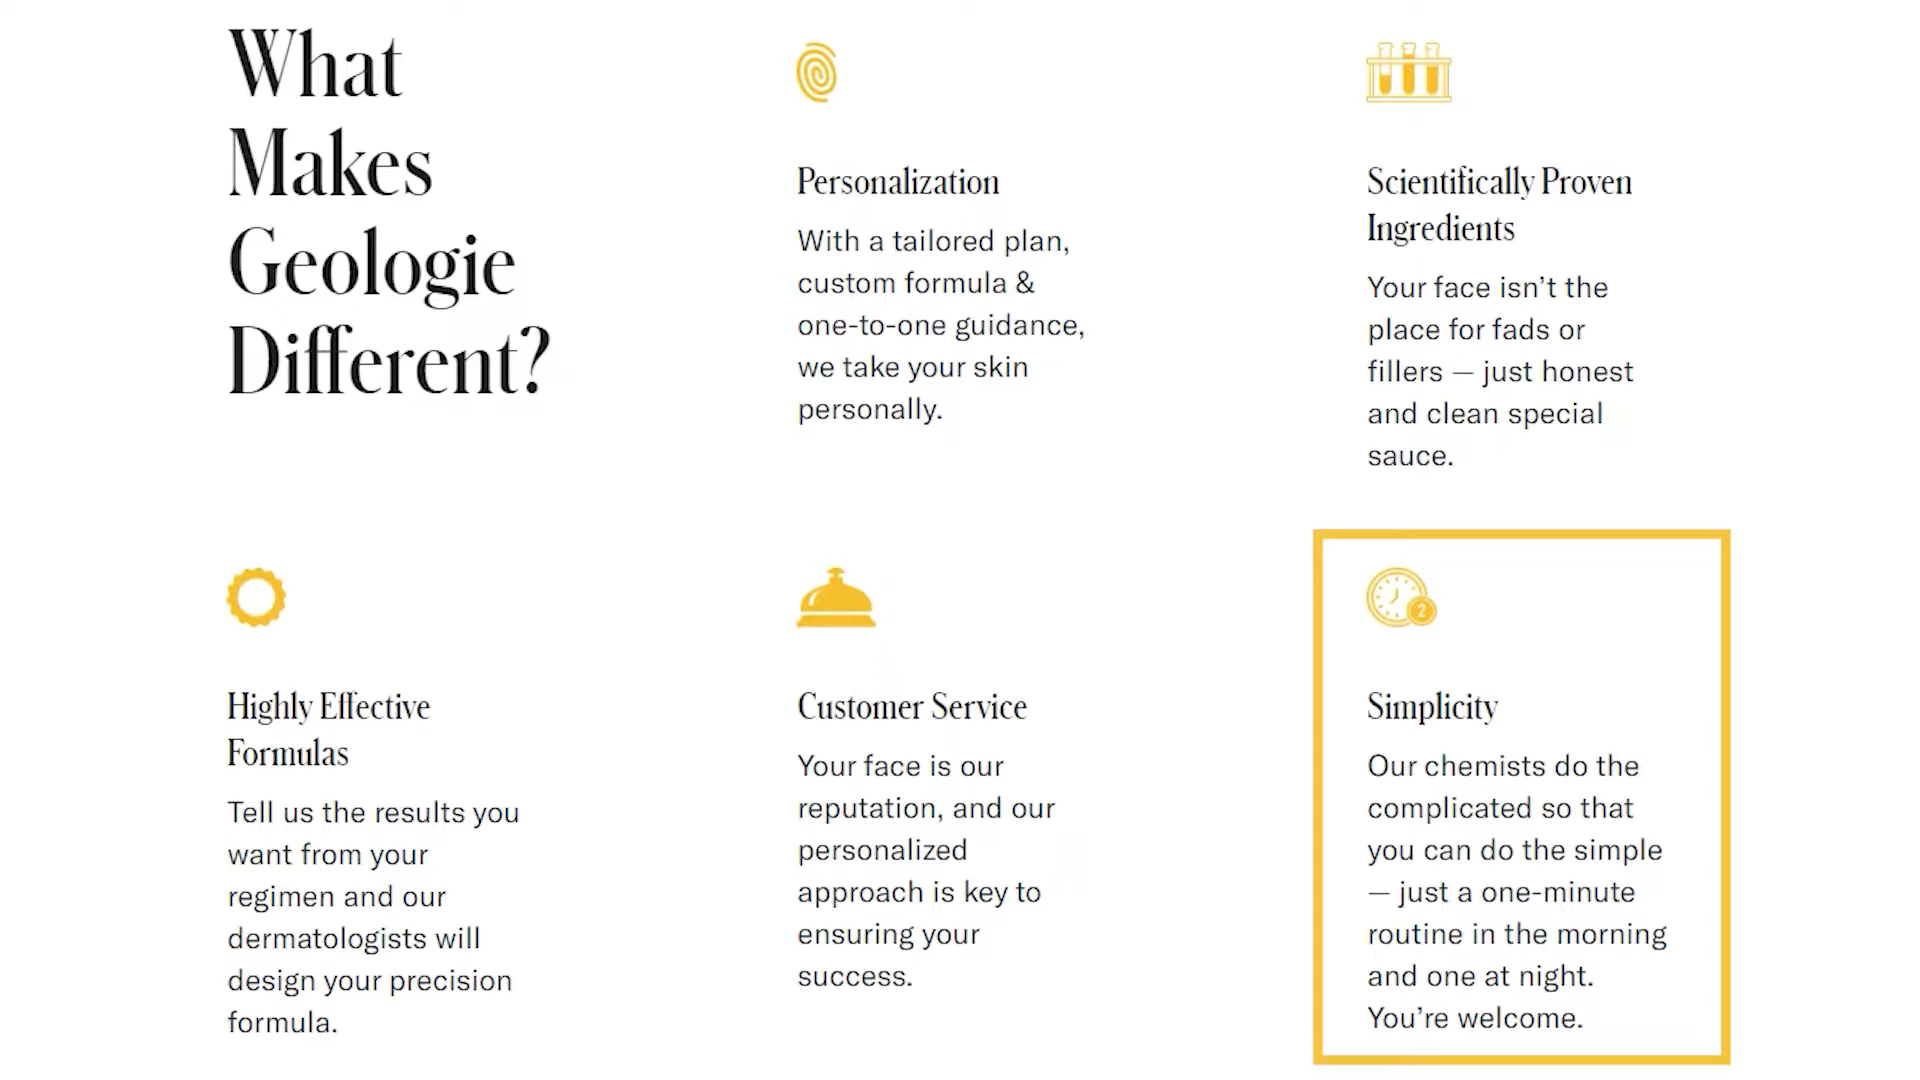 What
Makes
Geologie
Different?
Personalization
With a tailored plan,
custom formula &
one-to-one guidance,
we take your skin
personally.
Scientifically Proven
Ingredients
Your face isn’t the
place for fads or
fillers — just honest
and clean special
sauce.
Highly Effective
Formulas
Tell us the results you
want from your
regimen and our
dermatologists will
design your precision
formula.
Customer Service
Your face is our
reputation, and our
personalized
approach is key to
ensuring your
success.
2
Simplicity
Our chemists do the
complicated so that
you can do the simple
— just a one-minute
routine in the morning
and one at night.
You’re welcome.